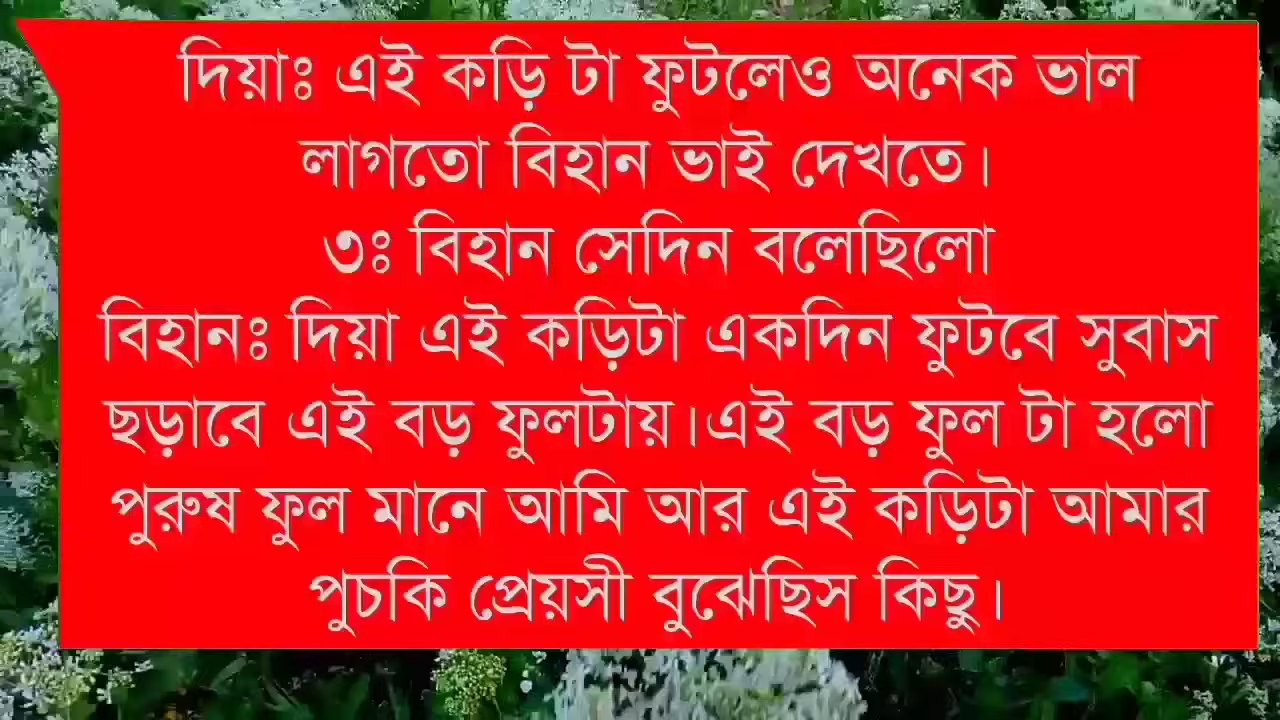 দিয়াঃ এই কড়ি টা ফুটলেও অনেক ভাল
লাগতো বিহান ভাই দেখতে।
৩ঃ বিহান সেদিন বলেছিলো
বিহানঃ দিয়া এই কড়িটা একদিন ফুটবে সুবাস
ছড়াবে এই বড় ফুলটায়।এই বড় ফুল টা হলো
পুরুষ ফুল মানে আমি আর এই কড়িটা আমার
পুচকি প্রেয়সী বুঝেছিস কিছু।